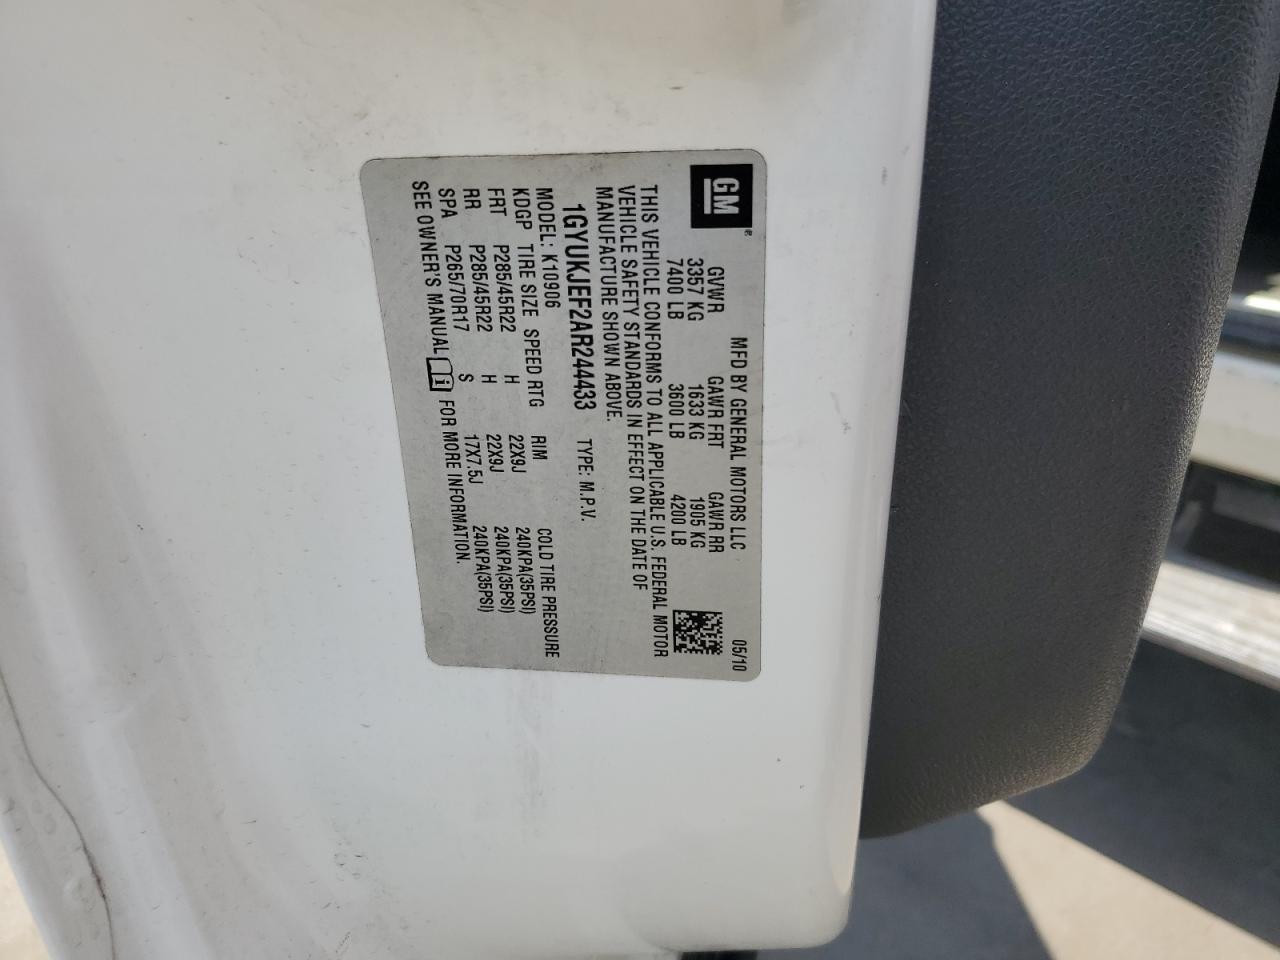 GM
MFD BY GENERAL MOTORS LLC 05/10
GVWR GAWR FRT GAWR RR
3357 KG 1633 KG 1905 KG
7400 LB 3600 LB 4200 LB
THIS VEHICLE CONFORMS TO ALL APPLICABLE U.S. FEDERAL MOTOR
VEHICLE SAFETY STANDARDS IN EFFECT ON THE DATE OF
MANUFACTURE SHOWN ABOVE.
1GYUKJEF2AR244433 TYPE: M.P.V.
MODEL: K10906
KDGP TIRE SIZE SPEED RTG RIM COLD TIRE PRESSURE
FRT P285/45R22 H 22X9J 240KPA(35PSI)
RR P285/45R22 H 22X9J 240KPA(35PSI)
SPA P265/70R17 S 17X7.5J 240KPA(35PSI)
SEE OWNER'S MANUAL i FOR MORE INFORMATION.